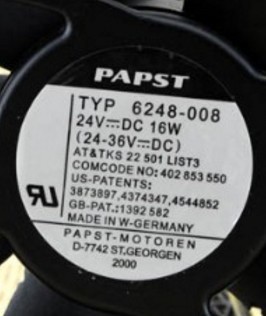 PAPST
TYP 6248-008
24V⎓DC 16W
(24-36V⎓DC)
AT&TKS 22 501 LIST3
COMCODE NO: 402 853 550
US-PATENTS:
3873897,4374347,4544852
GB-PAT.:1392 582
MADE IN W-GERMANY
PAPST-MOTOREN
D-7742 ST.GEORGEN
2000